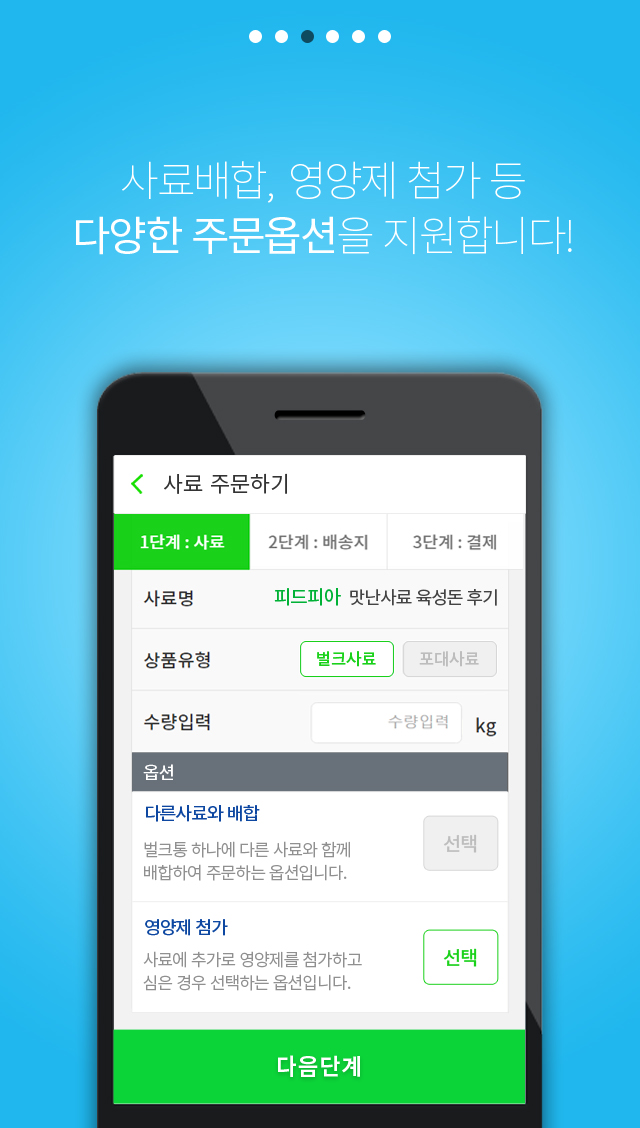 사료배합, 영양제 첨가 등
다양한 주문옵션을 지원합니다!
사료 주문하기
1단계 : 사료 2단계 : 배송지 3단계 : 결제
사료명 피드피아 맛난사료 육성돈 후기
상품유형 벌크사료 포대사료
수량입력 수량입력 kg
옵션
다른사료와 배합
벌크통 하나에 다른 사료와 함께
배합하여 주문하는 옵션입니다.
선택
영양제 첨가
사료에 추가로 영양제를 첨가하고
심은 경우 선택하는 옵션입니다.
선택
다음단계